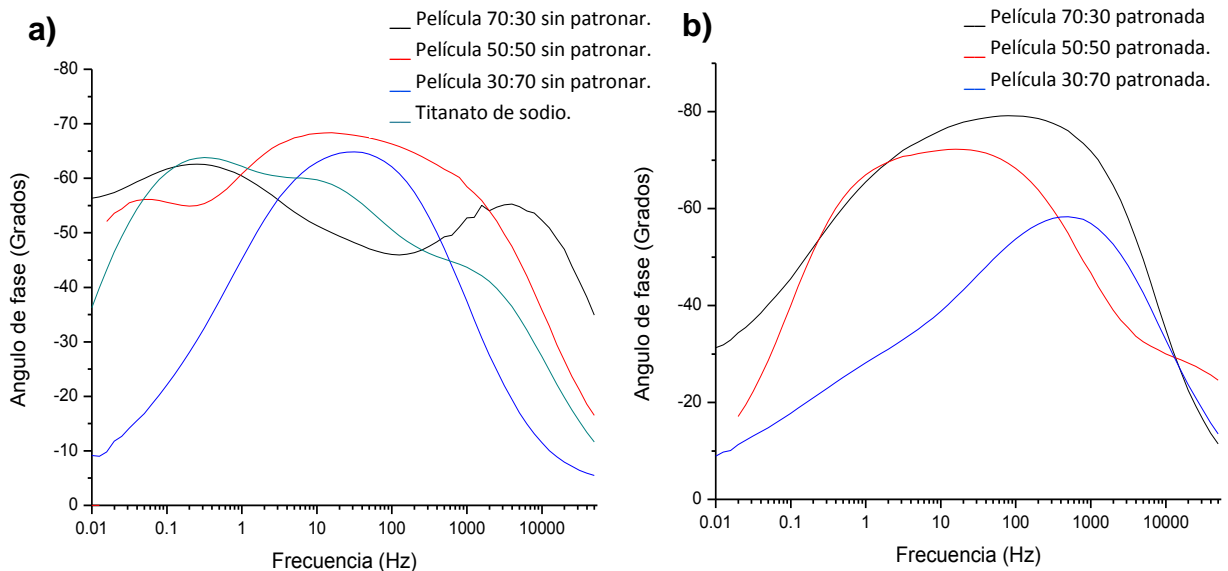 a)
Película 70:30 sin patronar.
Película 50:50 sin patronar.
Película 30:70 sin patronar.
Titanato de sodio.
-80
-70
-60
-50
-40
-30
-20
-10
0
Angulo de fase (Grados)
0.01 0.1 1 10 100 1000 10000
Frecuencia (Hz)
b)
Película 70:30 patronada
Película 50:50 patronada.
Película 30:70 patronada.
-80
-60
-40
-20
0
Angulo de fase (Grados)
0.01 0.1 1 10 100 1000 10000
Frecuencia (Hz)